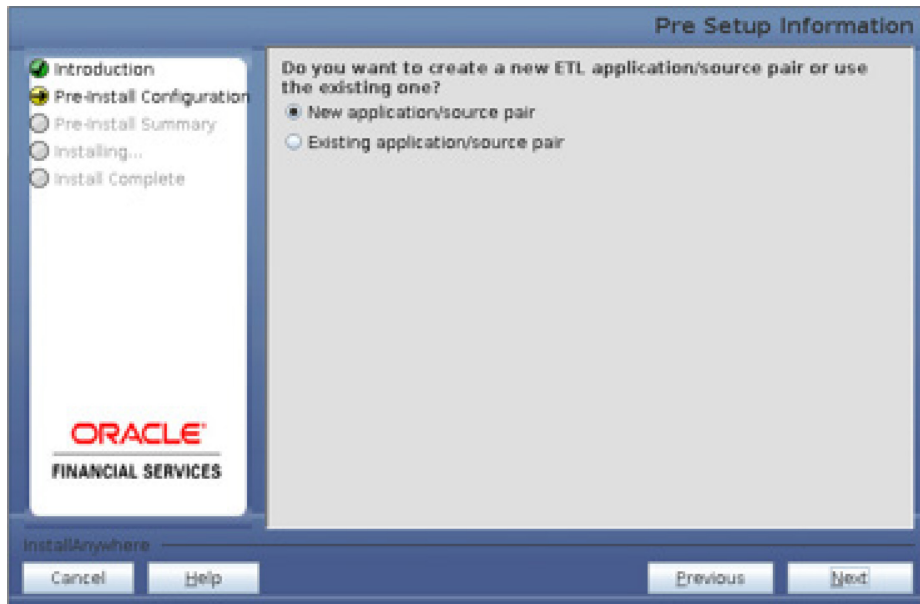 Pre Setup Information
Introduction
Pre-Install Configuration
Pre-Install Summary
Installing...
Install Complete
Do you want to create a new ETL application/source pair or use
the existing one?
New application/source pair
Existing application/source pair
ORACLE
FINANCIAL SERVICES
InstallAnywhere
Cancel
Help
Previous
Next